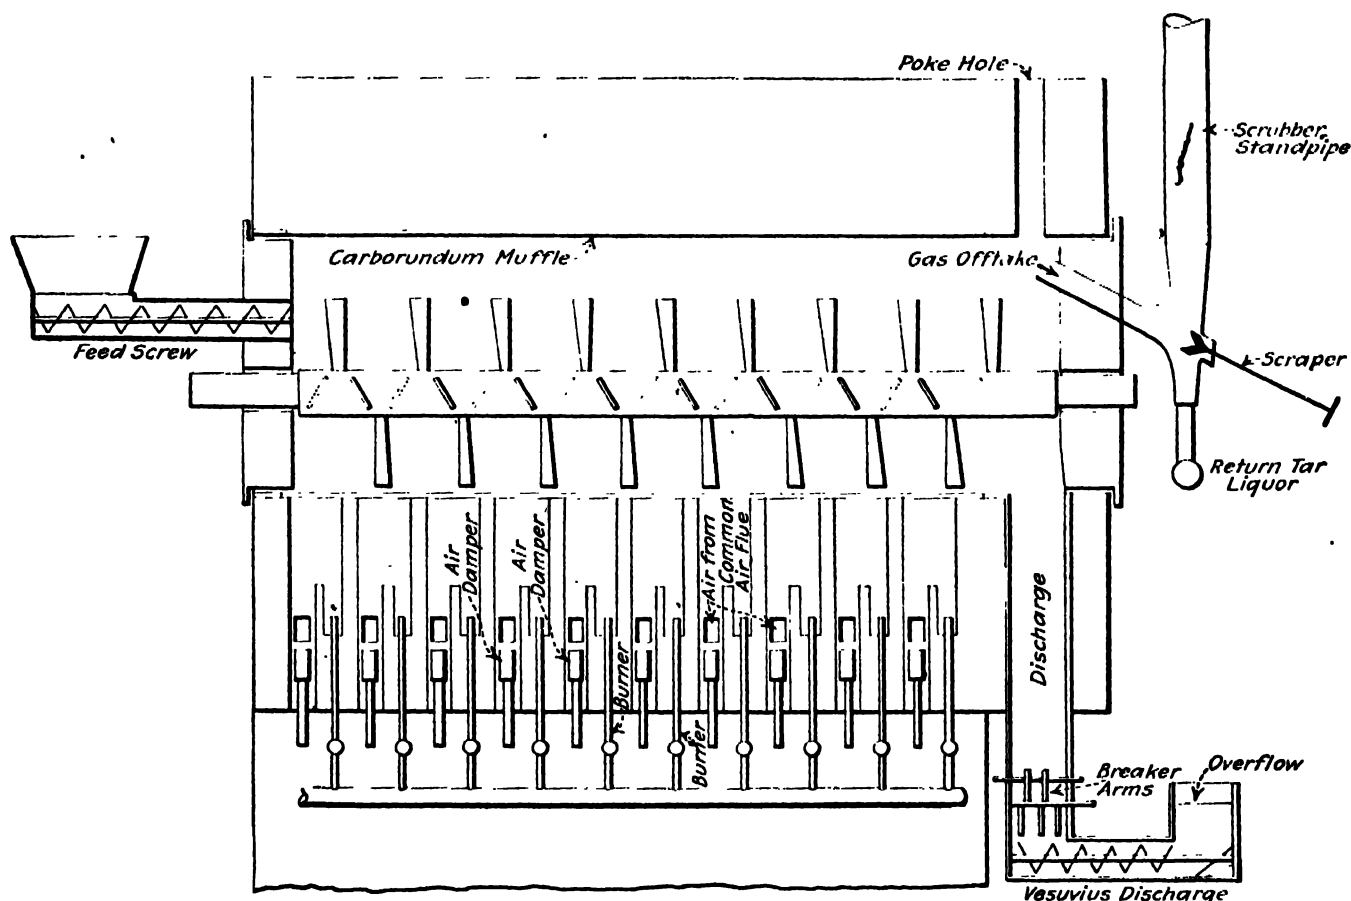 Poke Hole
Scrubber
Standpipe
Carborundum Muffle
Gas Offtake
Feed Screw
Scraper
Return Tar
Liquor
Air
Damper
Air
Damper
Air from
Common
Air Flue
Discharge
Burner
Burner
Breaker
Arms
Overflow
Vesuvius Discharge